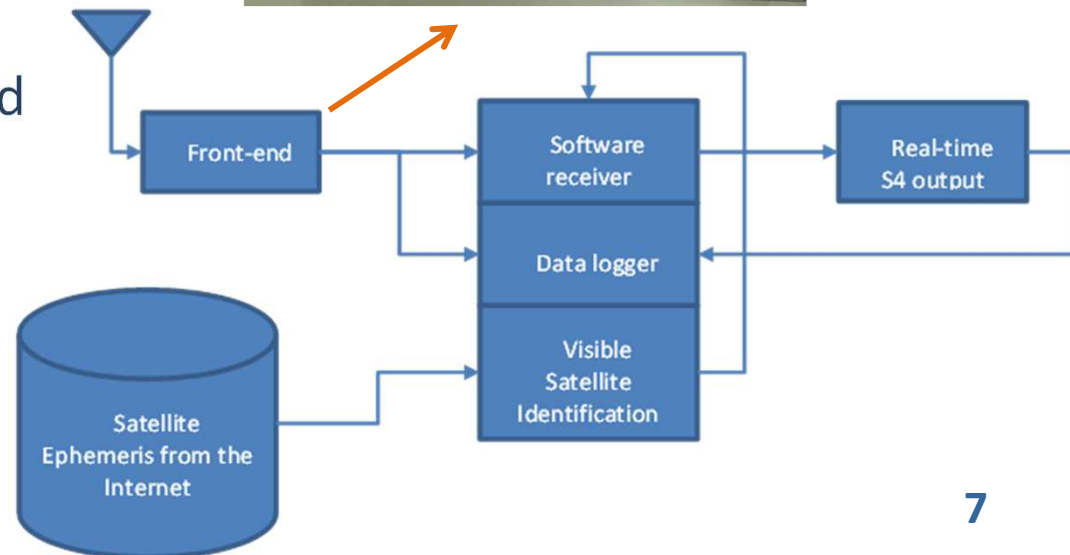 d
Front-end
Software
receiver
Real-time
S4 output
Data logger
Visible
Satellite
Identification
Satellite
Ephemeris from the
Internet
7